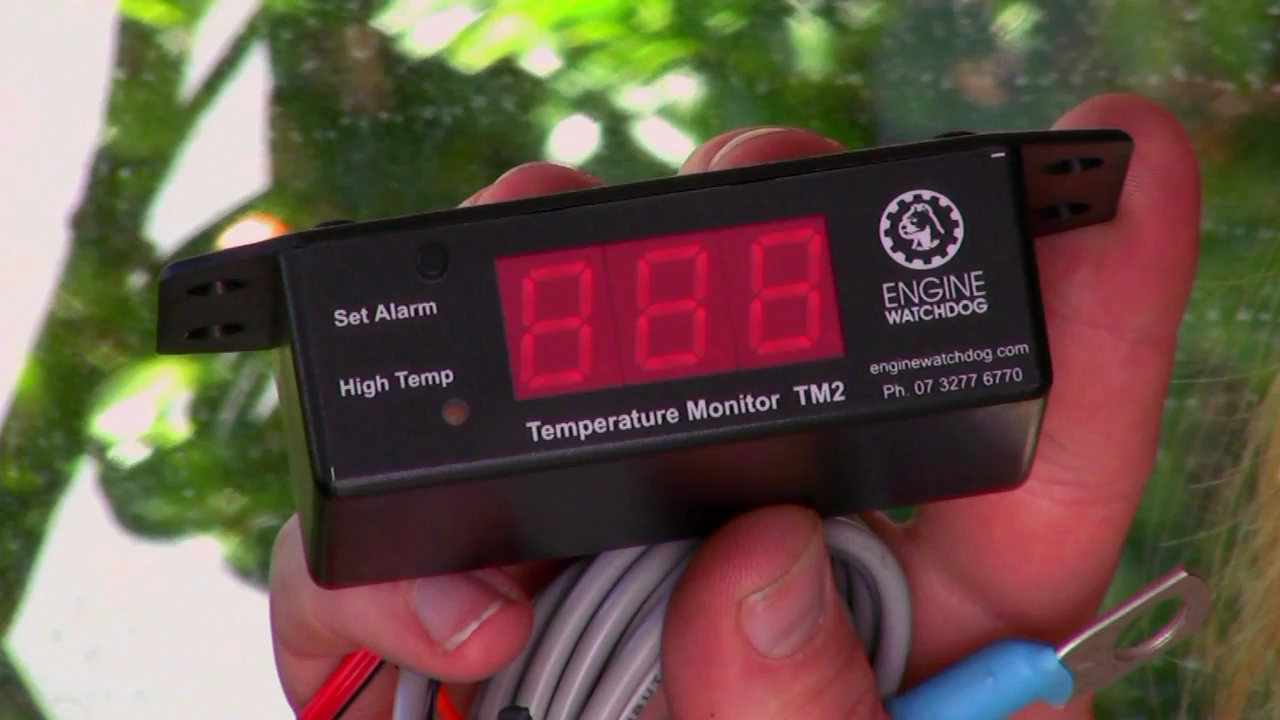 Set Alarm
High Temp
888
Temperature Monitor TM2
ENGINE
WATCHDOG
enginewatchdog.com
Ph. 07 3277 6770